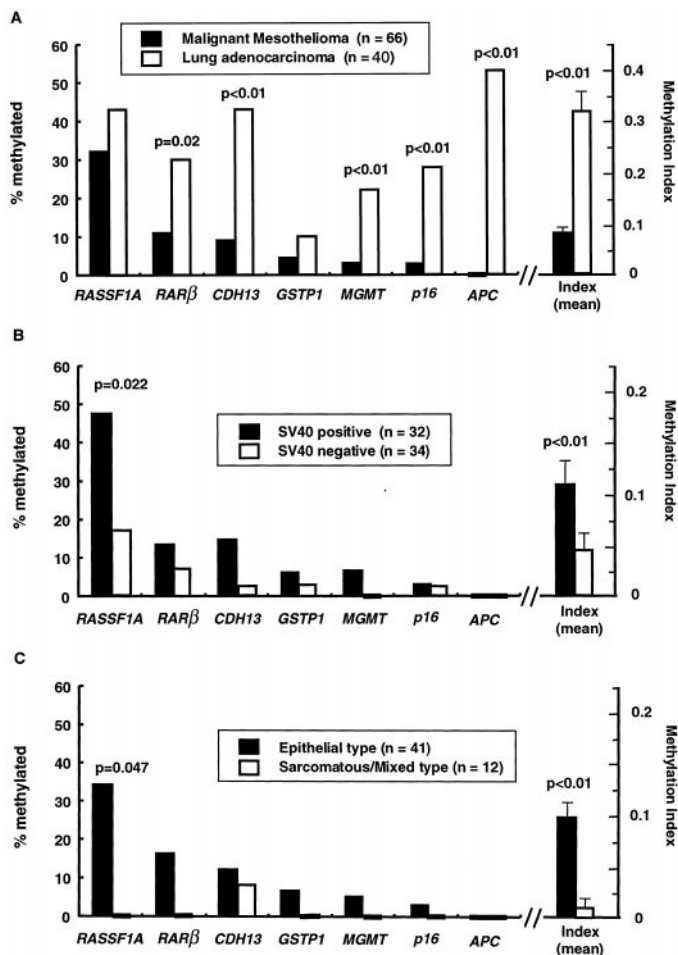 A
Malignant Mesothelioma (n = 66)
Lung adenocarcinoma (n = 40)
% methylated
60
50
40
30
20
10
0
p=0.02
p<0.01
p<0.01
p<0.01
p<0.01
p<0.01
0.4
0.3
0.2
0.1
0
Methylation Index
RASSF1A RARβ CDH13 GSTP1 MGMT p16 APC // Index
(mean)
B
SV40 positive (n = 32)
SV40 negative (n = 34)
% methylated
60
50
40
30
20
10
0
p=0.022
p<0.01
0.2
0.1
0
Methylation Index
RASSF1A RARβ CDH13 GSTP1 MGMT p16 APC // Index
(mean)
C
Epithelial type (n = 41)
Sarcomatous/Mixed type (n = 12)
% methylated
60
50
40
30
20
10
0
p=0.047
p<0.01
0.2
0.1
0
Methylation Index
RASSF1A RARβ CDH13 GSTP1 MGMT p16 APC // Index
(mean)